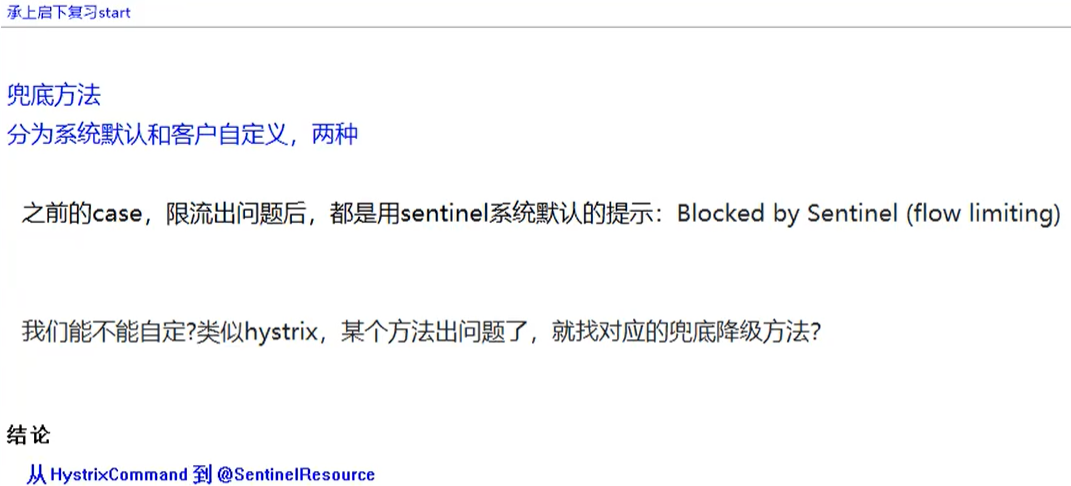 承上启下复习start
兜底方法
分为系统默认和客户自定义，两种
之前的case，限流出问题后，都是用sentinel系统默认的提示：Blocked by Sentinel (flow limiting)
我们能不能自定?类似hystrix，某个方法出问题了，就找对应的兜底降级方法?
结论
从 HystrixCommand 到 @SentinelResource